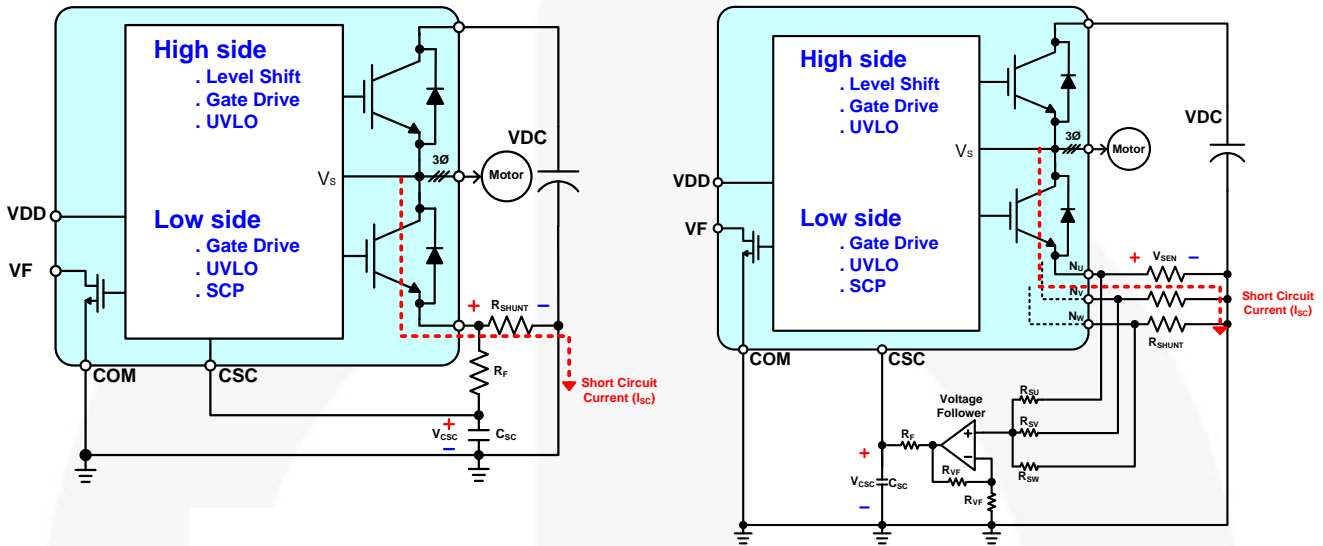 High side
. Level Shift
. Gate Drive
. UVLO
VS
3Ø
Motor
VDC
VDD
Low side
. Gate Drive
. UVLO
. SCP
VF
+
RSHUNT
–
COM
CSC
RF
Short Circuit
Current (ISC)
+
VCSC
CSC
–
High side
. Level Shift
. Gate Drive
. UVLO
VS
3Ø
Motor
VDC
VDD
Low side
. Gate Drive
. UVLO
. SCP
VF
+
VSEN
–
NU
NV
NW
Short Circuit
Current (ISC)
RSHUNT
COM
CSC
Voltage
Follower
RSU
RSV
RSW
RF
+
–
RVF
RVF
+
VCSC
CSC
–